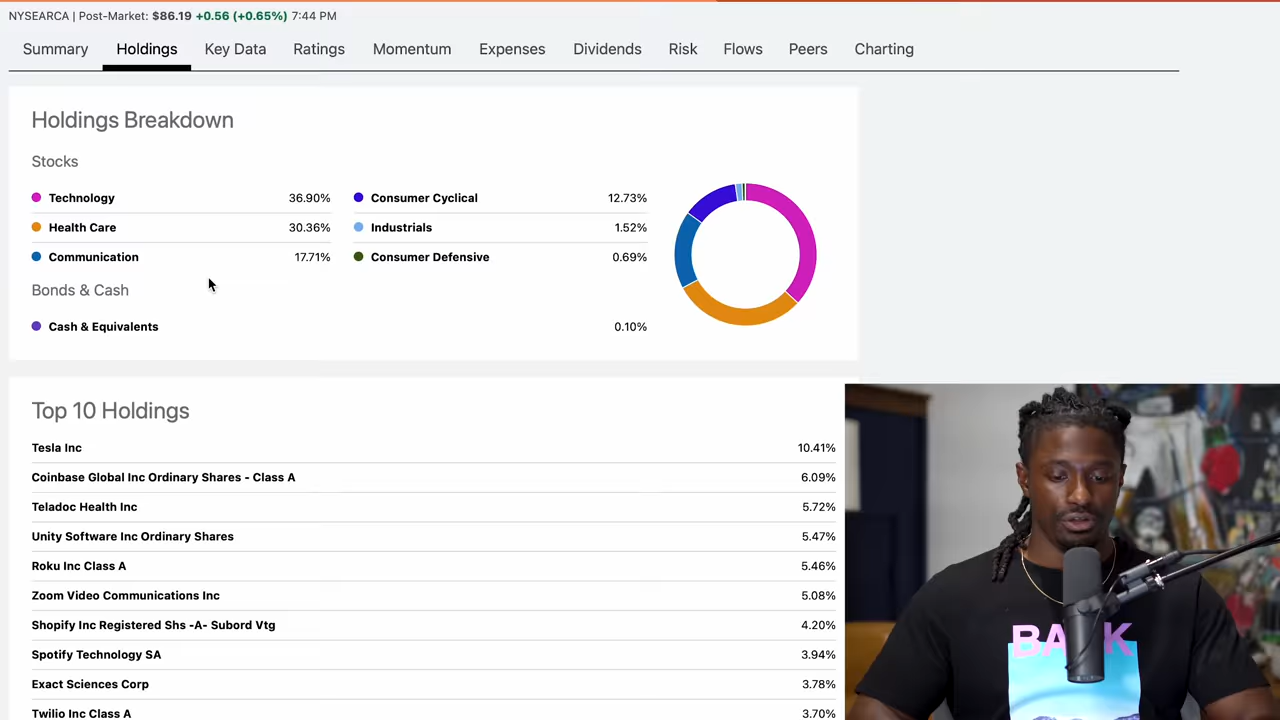 NYSEARCA | Post-Market: $86.19 +0.56 (+0.65%) 7:44 PM
Summary Holdings Key Data Ratings Momentum Expenses Dividends Risk Flows Peers Charting
Holdings Breakdown
Stocks
Technology 36.90% Consumer Cyclical 12.73%
Health Care 30.36% Industrials 1.52%
Communication 17.71% Consumer Defensive 0.69%
Bonds & Cash
Cash & Equivalents 0.10%
Top 10 Holdings
Tesla Inc 10.41%
Coinbase Global Inc Ordinary Shares - Class A 6.09%
Teladoc Health Inc 5.72%
Unity Software Inc Ordinary Shares 5.47%
Roku Inc Class A 5.46%
Zoom Video Communications Inc 5.08%
Shopify Inc Registered Shs -A- Subord Vtg 4.20%
Spotify Technology SA 3.94%
Exact Sciences Corp 3.78%
Twilio Inc Class A 3.70%